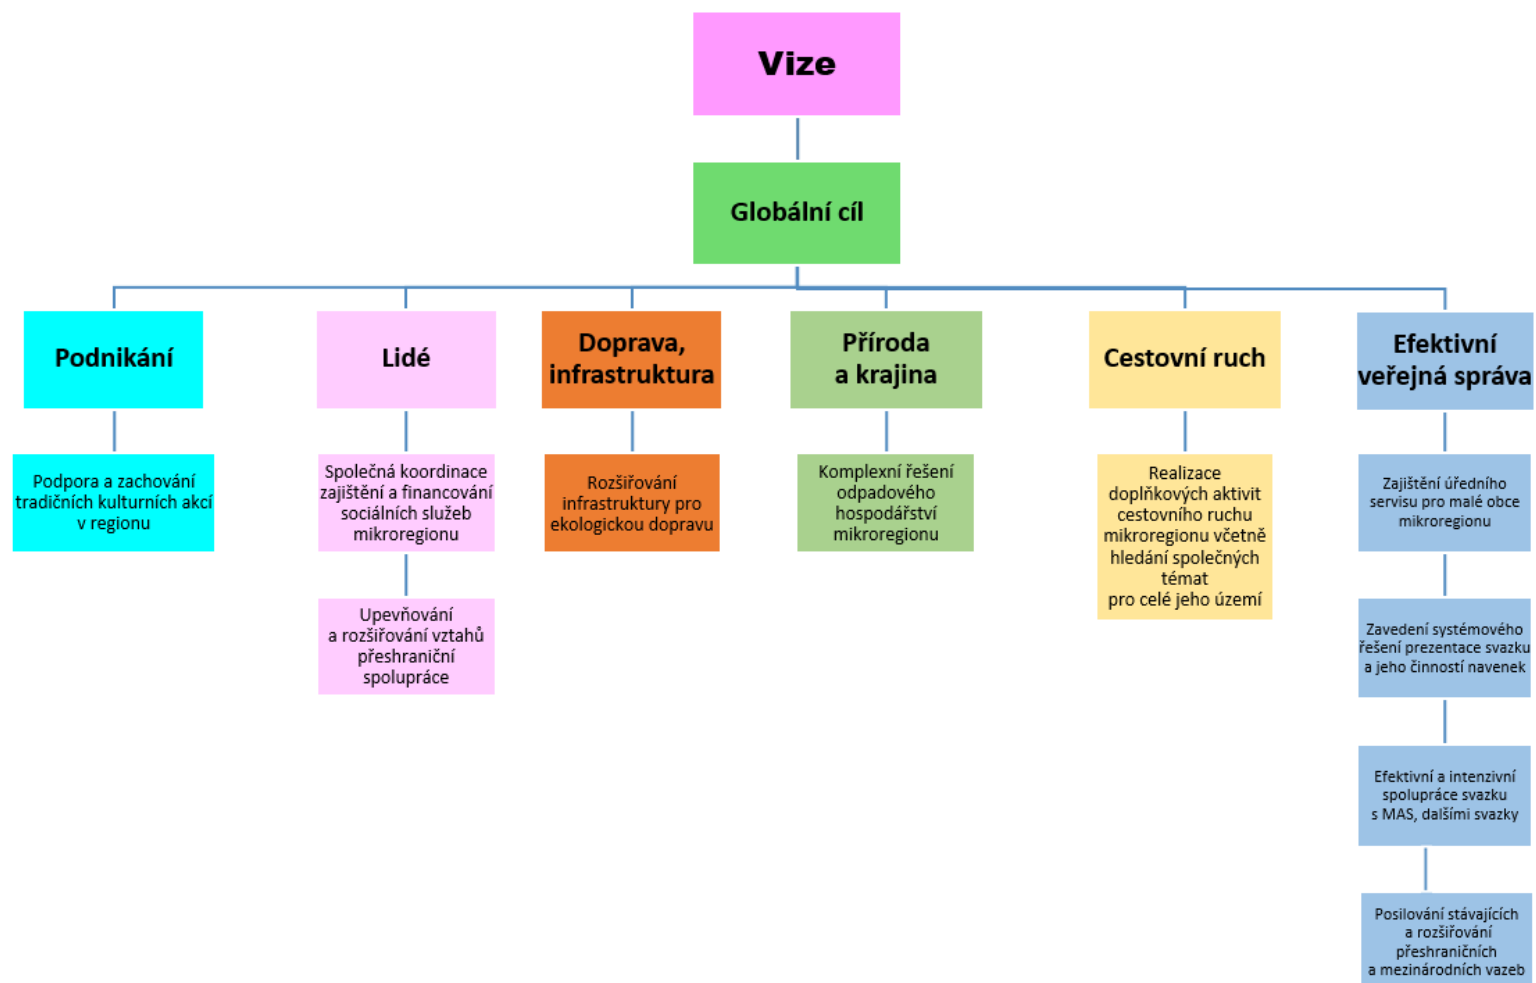 Vize
Globální cíl
Podnikání
Lidé
Doprava,
infrastruktura
Příroda
a krajina
Cestovní ruch
Efektivní
veřejná správa
Podpora a zachování
tradičních kulturních akcí
v regionu
Společná koordinace
zajištění a financování
sociálních služeb
mikroregionu
Rozšiřování
infrastruktury pro
ekologickou dopravu
Komplexní řešení
odpadového
hospodářství
mikroregionu
Realizace
doplňkových aktivit
cestovního ruchu
mikroregionu včetně
hledání společných
témat
pro celé jeho území
Zajištění úředního
servisu pro malé obce
mikroregionu
Upevňování
a rozšiřování vztahů
přeshraniční
spolupráce
Zavedení systémového
řešení prezentace svazku
a jeho činností navenek
Efektivní a intenzivní
spolupráce svazku
s MAS, dalšími svazky
Posilování stávajících
a rozšiřování
přeshraničních
a mezinárodních vazeb